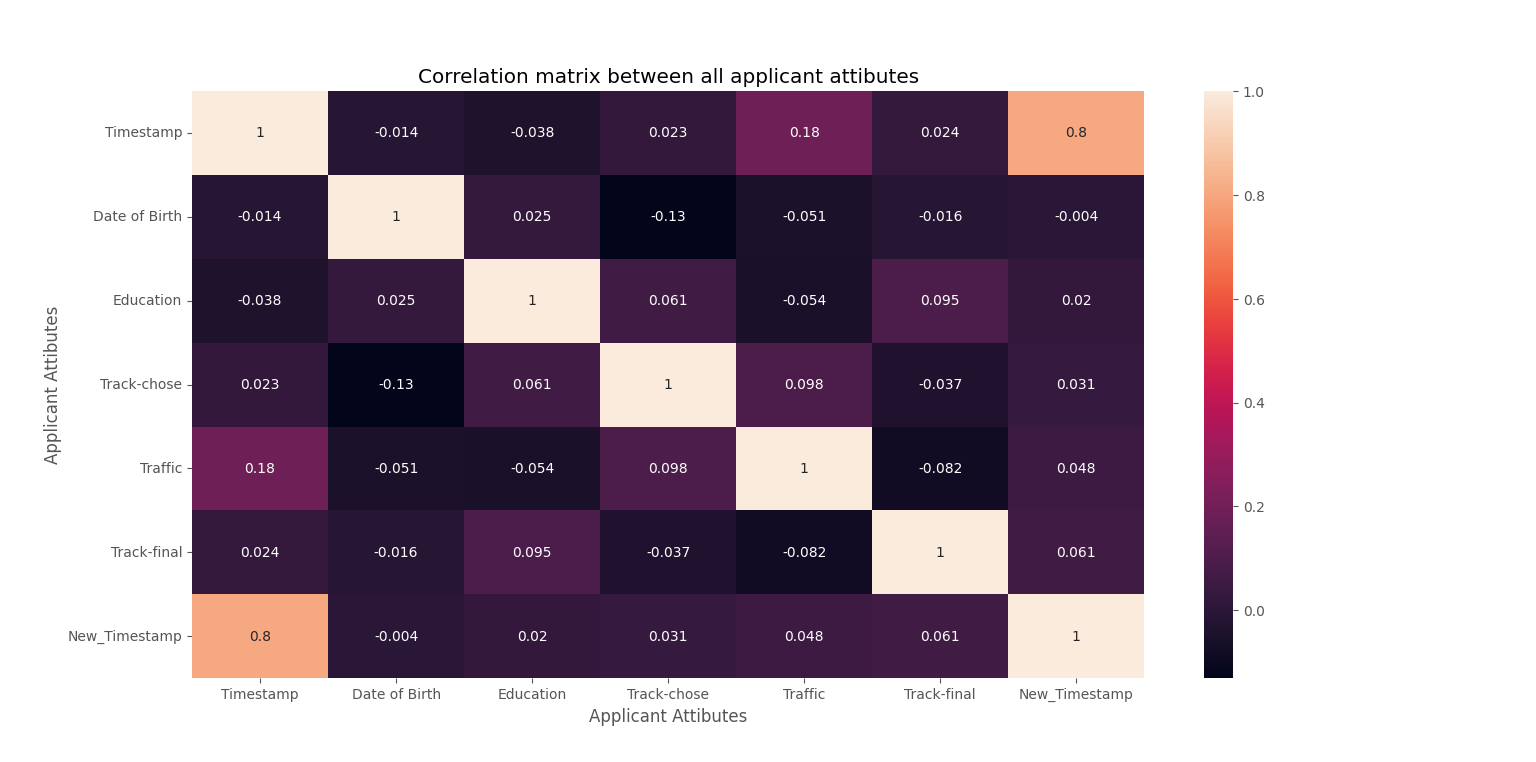 Correlation matrix between all applicant attibutes
Timestamp 1 -0.014 -0.038 0.023 0.18 0.024 0.8
Date of Birth -0.014 1 0.025 -0.13 -0.051 -0.016 -0.004
Education -0.038 0.025 1 0.061 -0.054 0.095 0.02
Track-chose 0.023 -0.13 0.061 1 0.098 -0.037 0.031
Traffic 0.18 -0.051 -0.054 0.098 1 -0.082 0.048
Track-final 0.024 -0.016 0.095 -0.037 -0.082 1 0.061
New_Timestamp 0.8 -0.004 0.02 0.031 0.048 0.061 1
Timestamp Date of Birth Education Track-chose Traffic Track-final New_Timestamp
Applicant Attibutes
Applicant Attibutes
1.0
0.8
0.6
0.4
0.2
0.0